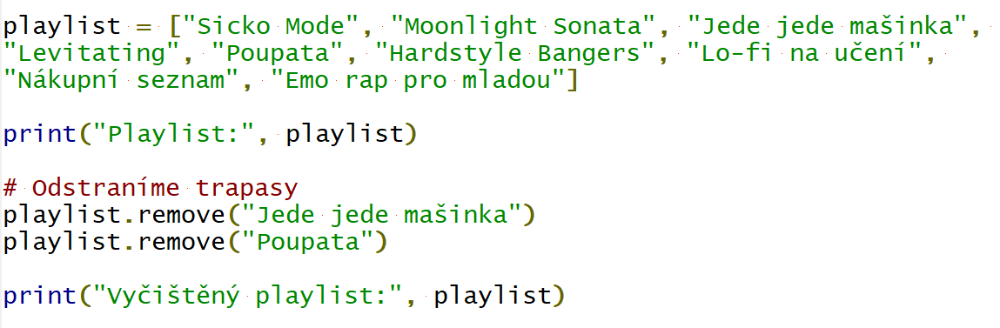 playlist = ["Sicko Mode", "Moonlight Sonata", "Jede jede mašinka",
"Levitating", "Poupata", "Hardstyle Bangers", "Lo-fi na učení",
"Nákupní seznam", "Emo rap pro mladou"]
print("Playlist:", playlist)
# Odstraníme trapasy
playlist.remove("Jede jede mašinka")
playlist.remove("Poupata")
print("Vyčištěný playlist:", playlist)